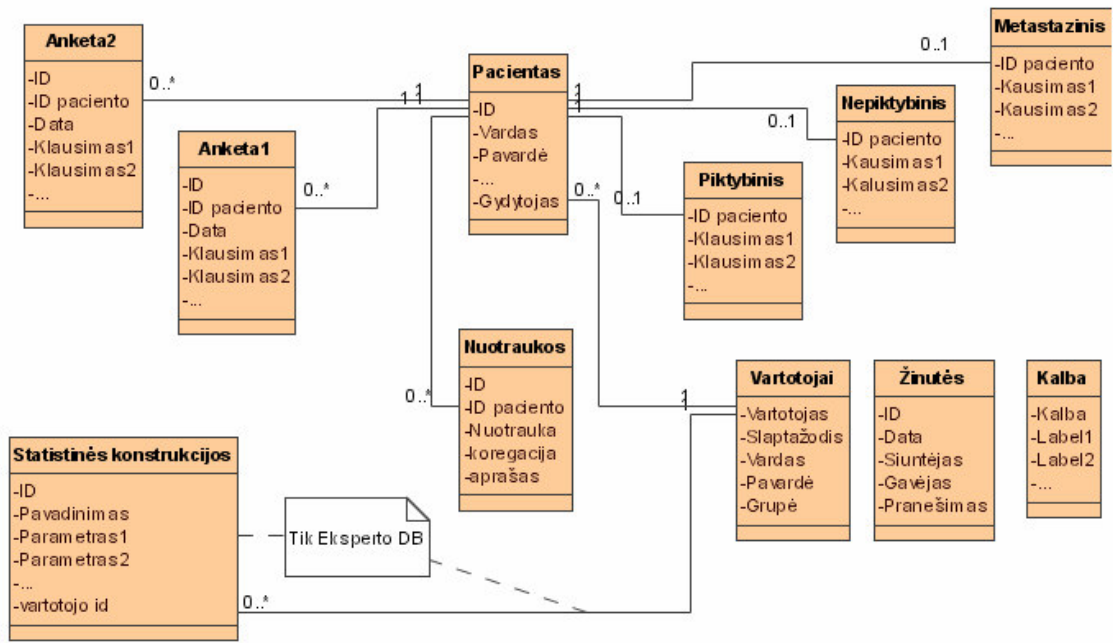 Anketa2
-ID
-ID paciento
-Data
-Klausimas1
-Klausimas2
-...
0..*
Anketa1
-ID
-ID paciento
-Data
-Klausimas1
-Klausimas2
-...
0..*
1
1
Pacientas
-ID
-Vardas
-Pavardė
-...
-Gydytojas
1
1
1
0..*
0..1
0..1
0..1
Metastazinis
-ID paciento
-Kausimas1
-Kausimas2
-...
Nepiktybinis
-ID paciento
-Kausimas1
-Kalusimas2
-...
Piktybinis
-ID paciento
-Klausimas1
-Klausimas2
-...
Nuotraukos
-ID
-ID paciento
-Nuotrauka
-koregacija
-aprašas
0..*
Vartotojai
-Vartotojas
-Slaptažodis
-Vardas
-Pavardė
-Grupė
1
Žinutės
-ID
-Data
-Siuntėjas
-Gavėjas
-Pranešimas
Kalba
-Kalba
-Label1
-Label2
-...
Statistinės konstrukcijos
-ID
-Pavadinimas
-Parametras1
-Parametras2
-...
-vartotojo id
0..*
Tik Eksperto DB